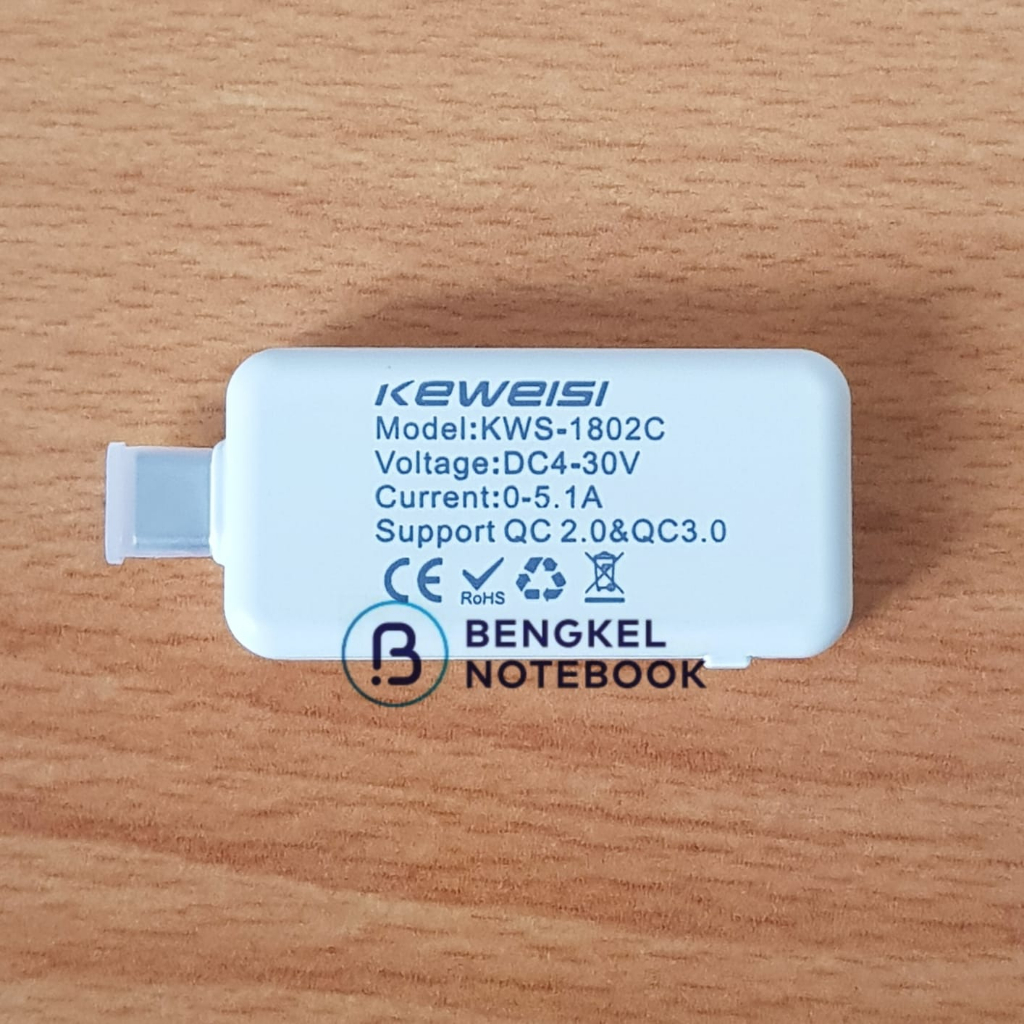 KEWEISI
Model:KWS-1802C
Voltage:DC4-30V
Current:0-5.1A
Support QC 2.0&QC3.0
CE RoHS
BENGKEL
NOTEBOOK